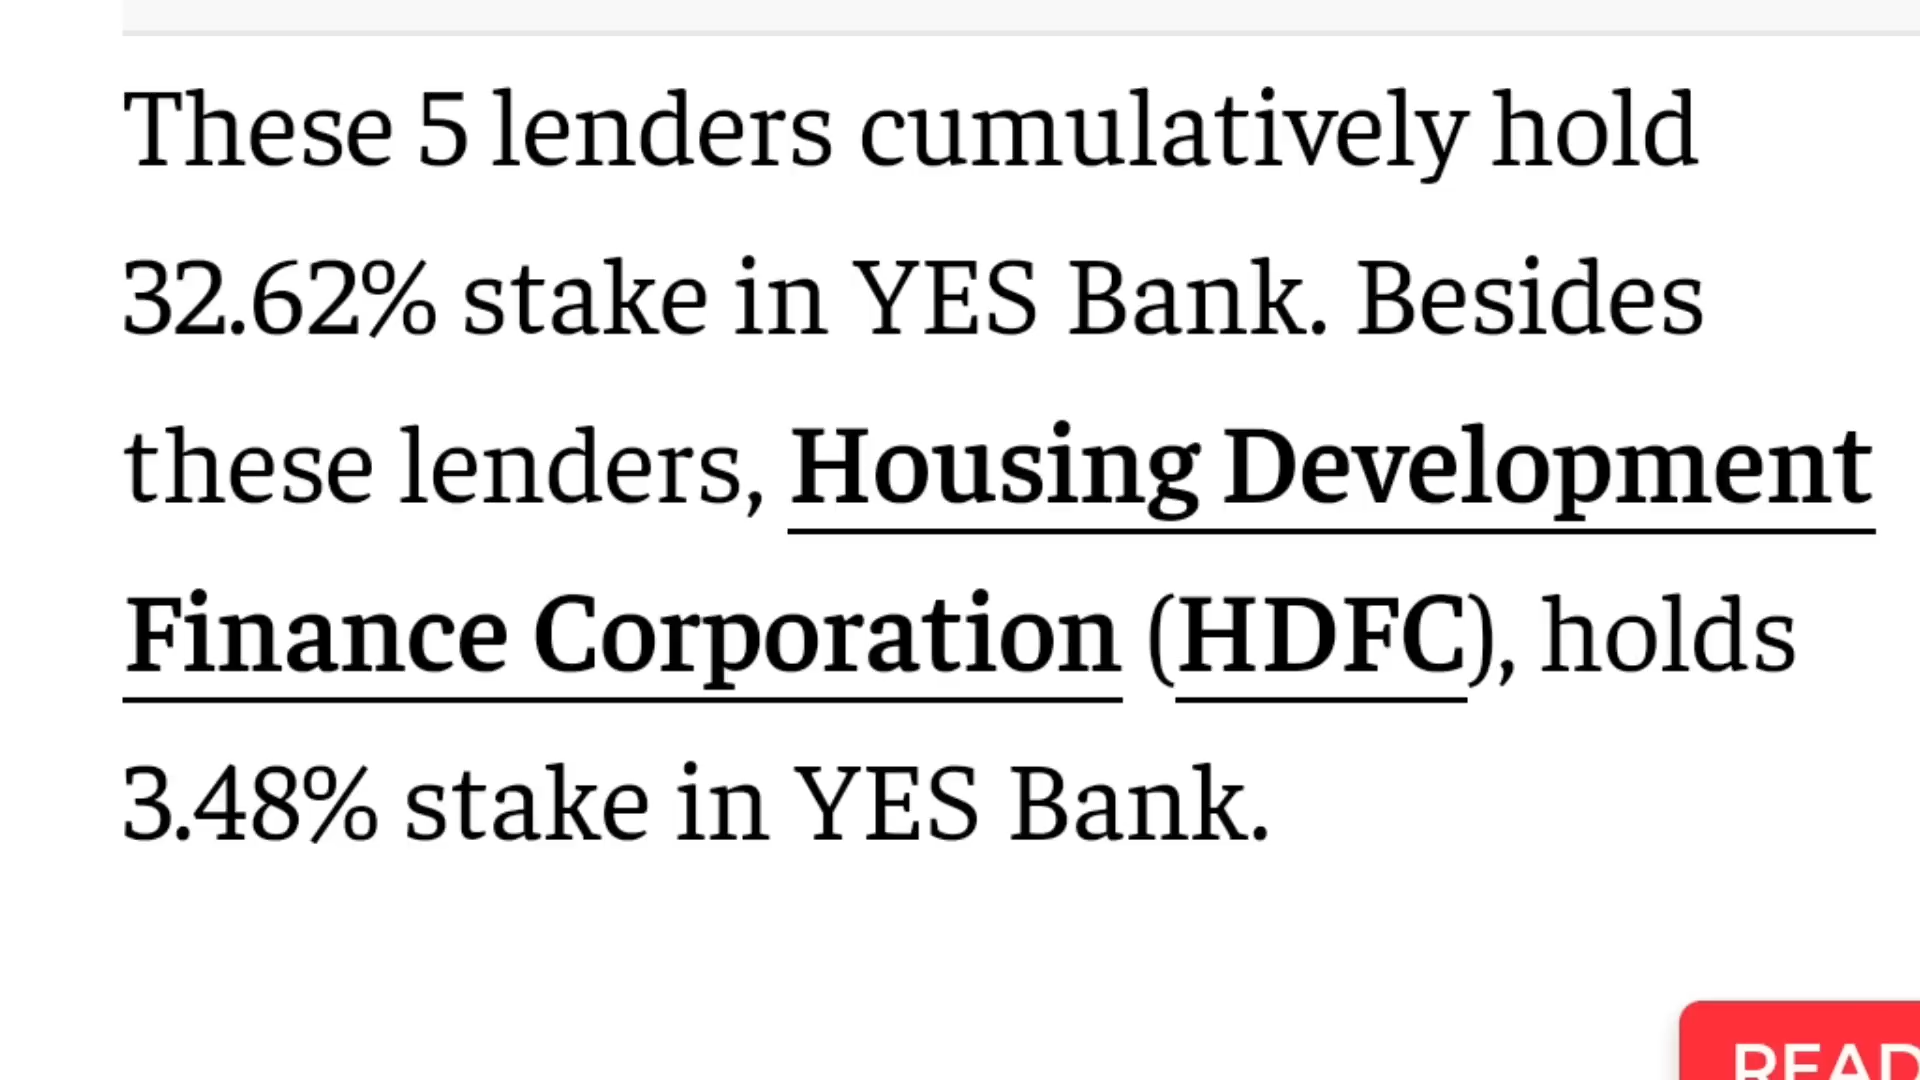 These 5 lenders cumulatively hold
32.62% stake in YES Bank. Besides
these lenders, Housing Development
Finance Corporation (HDFC), holds
3.48% stake in YES Bank.
READ